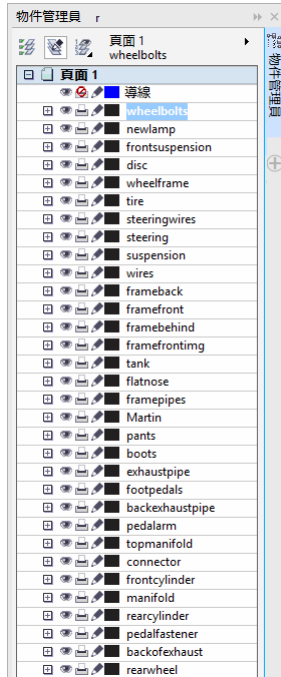 物件管理員 r
頁面 1
wheelbolts
頁面 1
導線
wheelbolts
newlamp
frontsuspension
disc
wheelframe
tire
steeringwires
steering
suspension
wires
frameback
framefront
framebehind
framefrontimg
tank
flatnose
framepipes
Martin
pants
boots
exhaustpipe
footpedals
backexhaustpipe
pedalarm
topmanifold
connector
frontcylinder
manifold
rearcylinder
pedalfastener
backofexhaust
rearwheel
物件管理員